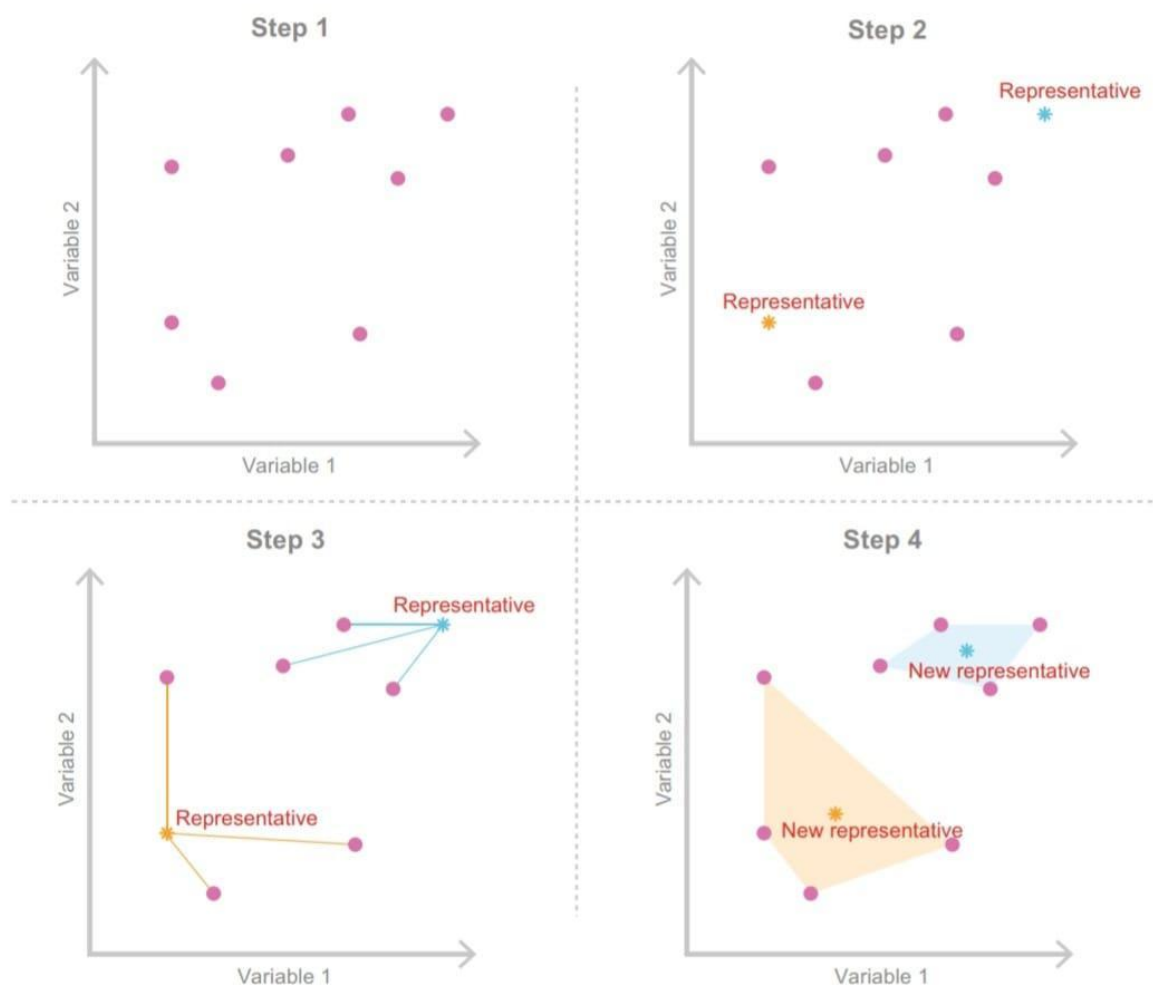 Step 1
Variable 2
Variable 1
Step 2
Representative
Representative
Variable 2
Variable 1
Step 3
Representative
Representative
Variable 2
Variable 1
Step 4
New representative
New representative
Variable 2
Variable 1